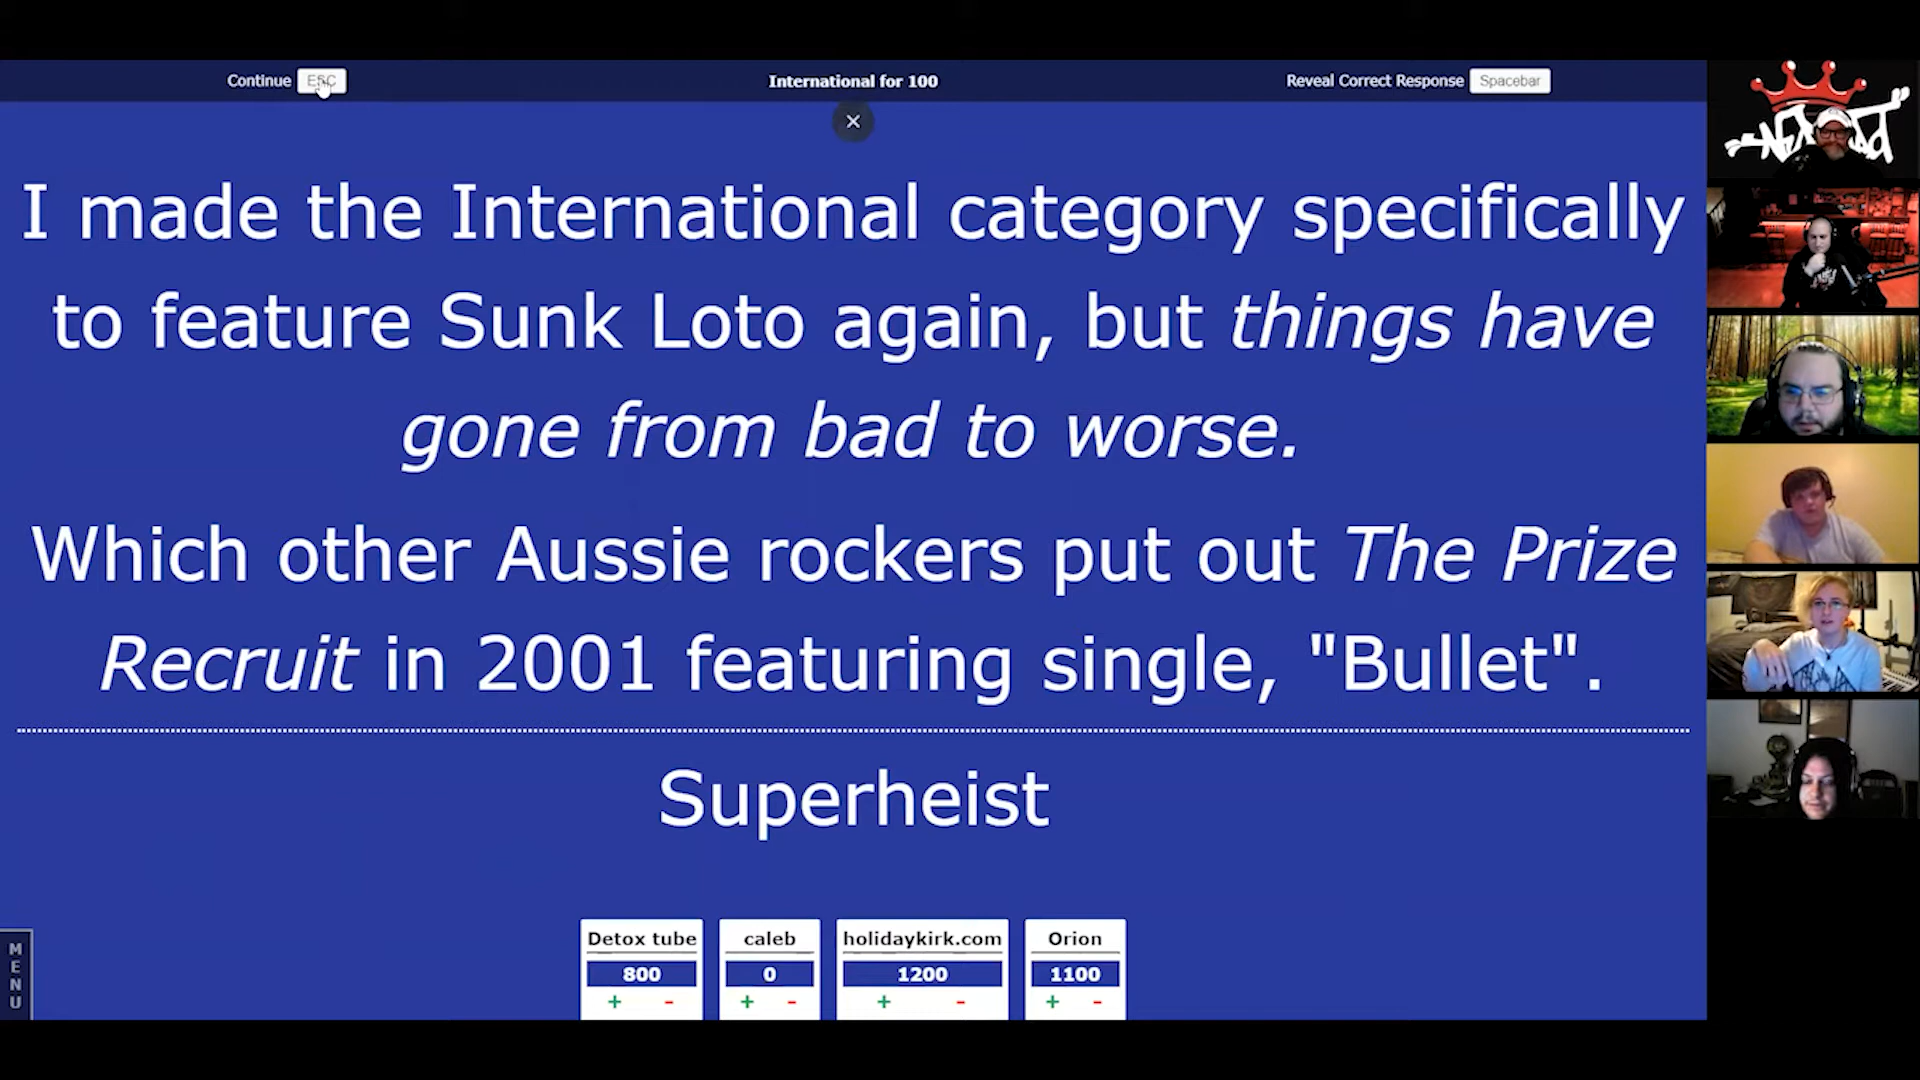 Continue ESC
International for 100
Reveal Correct Response Spacebar
I made the International category specifically
to feature Sunk Loto again, but things have
gone from bad to worse.
Which other Aussie rockers put out The Prize
Recruit in 2001 featuring single, "Bullet".
Superheist
MENU
Detox tube
800
+ -
caleb
0
+ -
holidaykirk.com
1200
+ -
Orion
1100
+ -